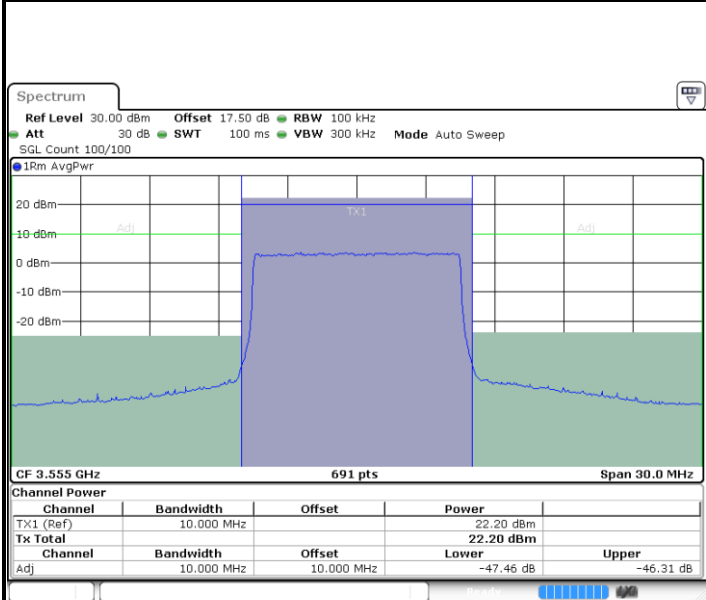 Spectrum
Ref Level 30.00 dBm Offset 17.50 dB RBW 100 kHz
Att 30 dB SWT 100 ms VBW 300 kHz Mode Auto Sweep
SGL Count 100/100
1Rm AvgPwr
20 dBm
TX1
Adj Adj
10 dBm
0 dBm
-10 dBm
-20 dBm
CF 3.555 GHz 691 pts Span 30.0 MHz
Channel Power
Channel Bandwidth Offset Power
TX1 (Ref) 10.000 MHz 22.20 dBm
Tx Total 22.20 dBm
Channel Bandwidth Offset Lower Upper
Adj 10.000 MHz 10.000 MHz -47.46 dB -46.31 dB
Ready